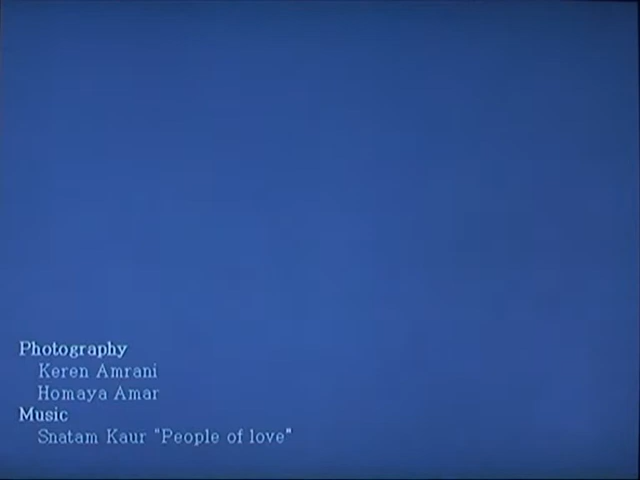 Photography
Keren Amrani
Homaya Amar
Music
Snatam Kaur "People of love"